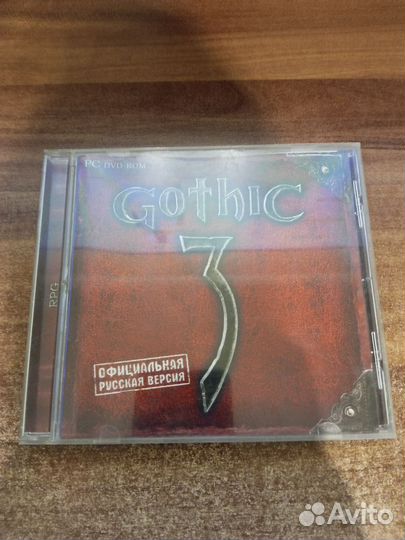 PC DVD-ROM
GOTHIC
3
RPG
ОФИЦИАЛЬНАЯ
РУССКАЯ ВЕРСИЯ
Avito